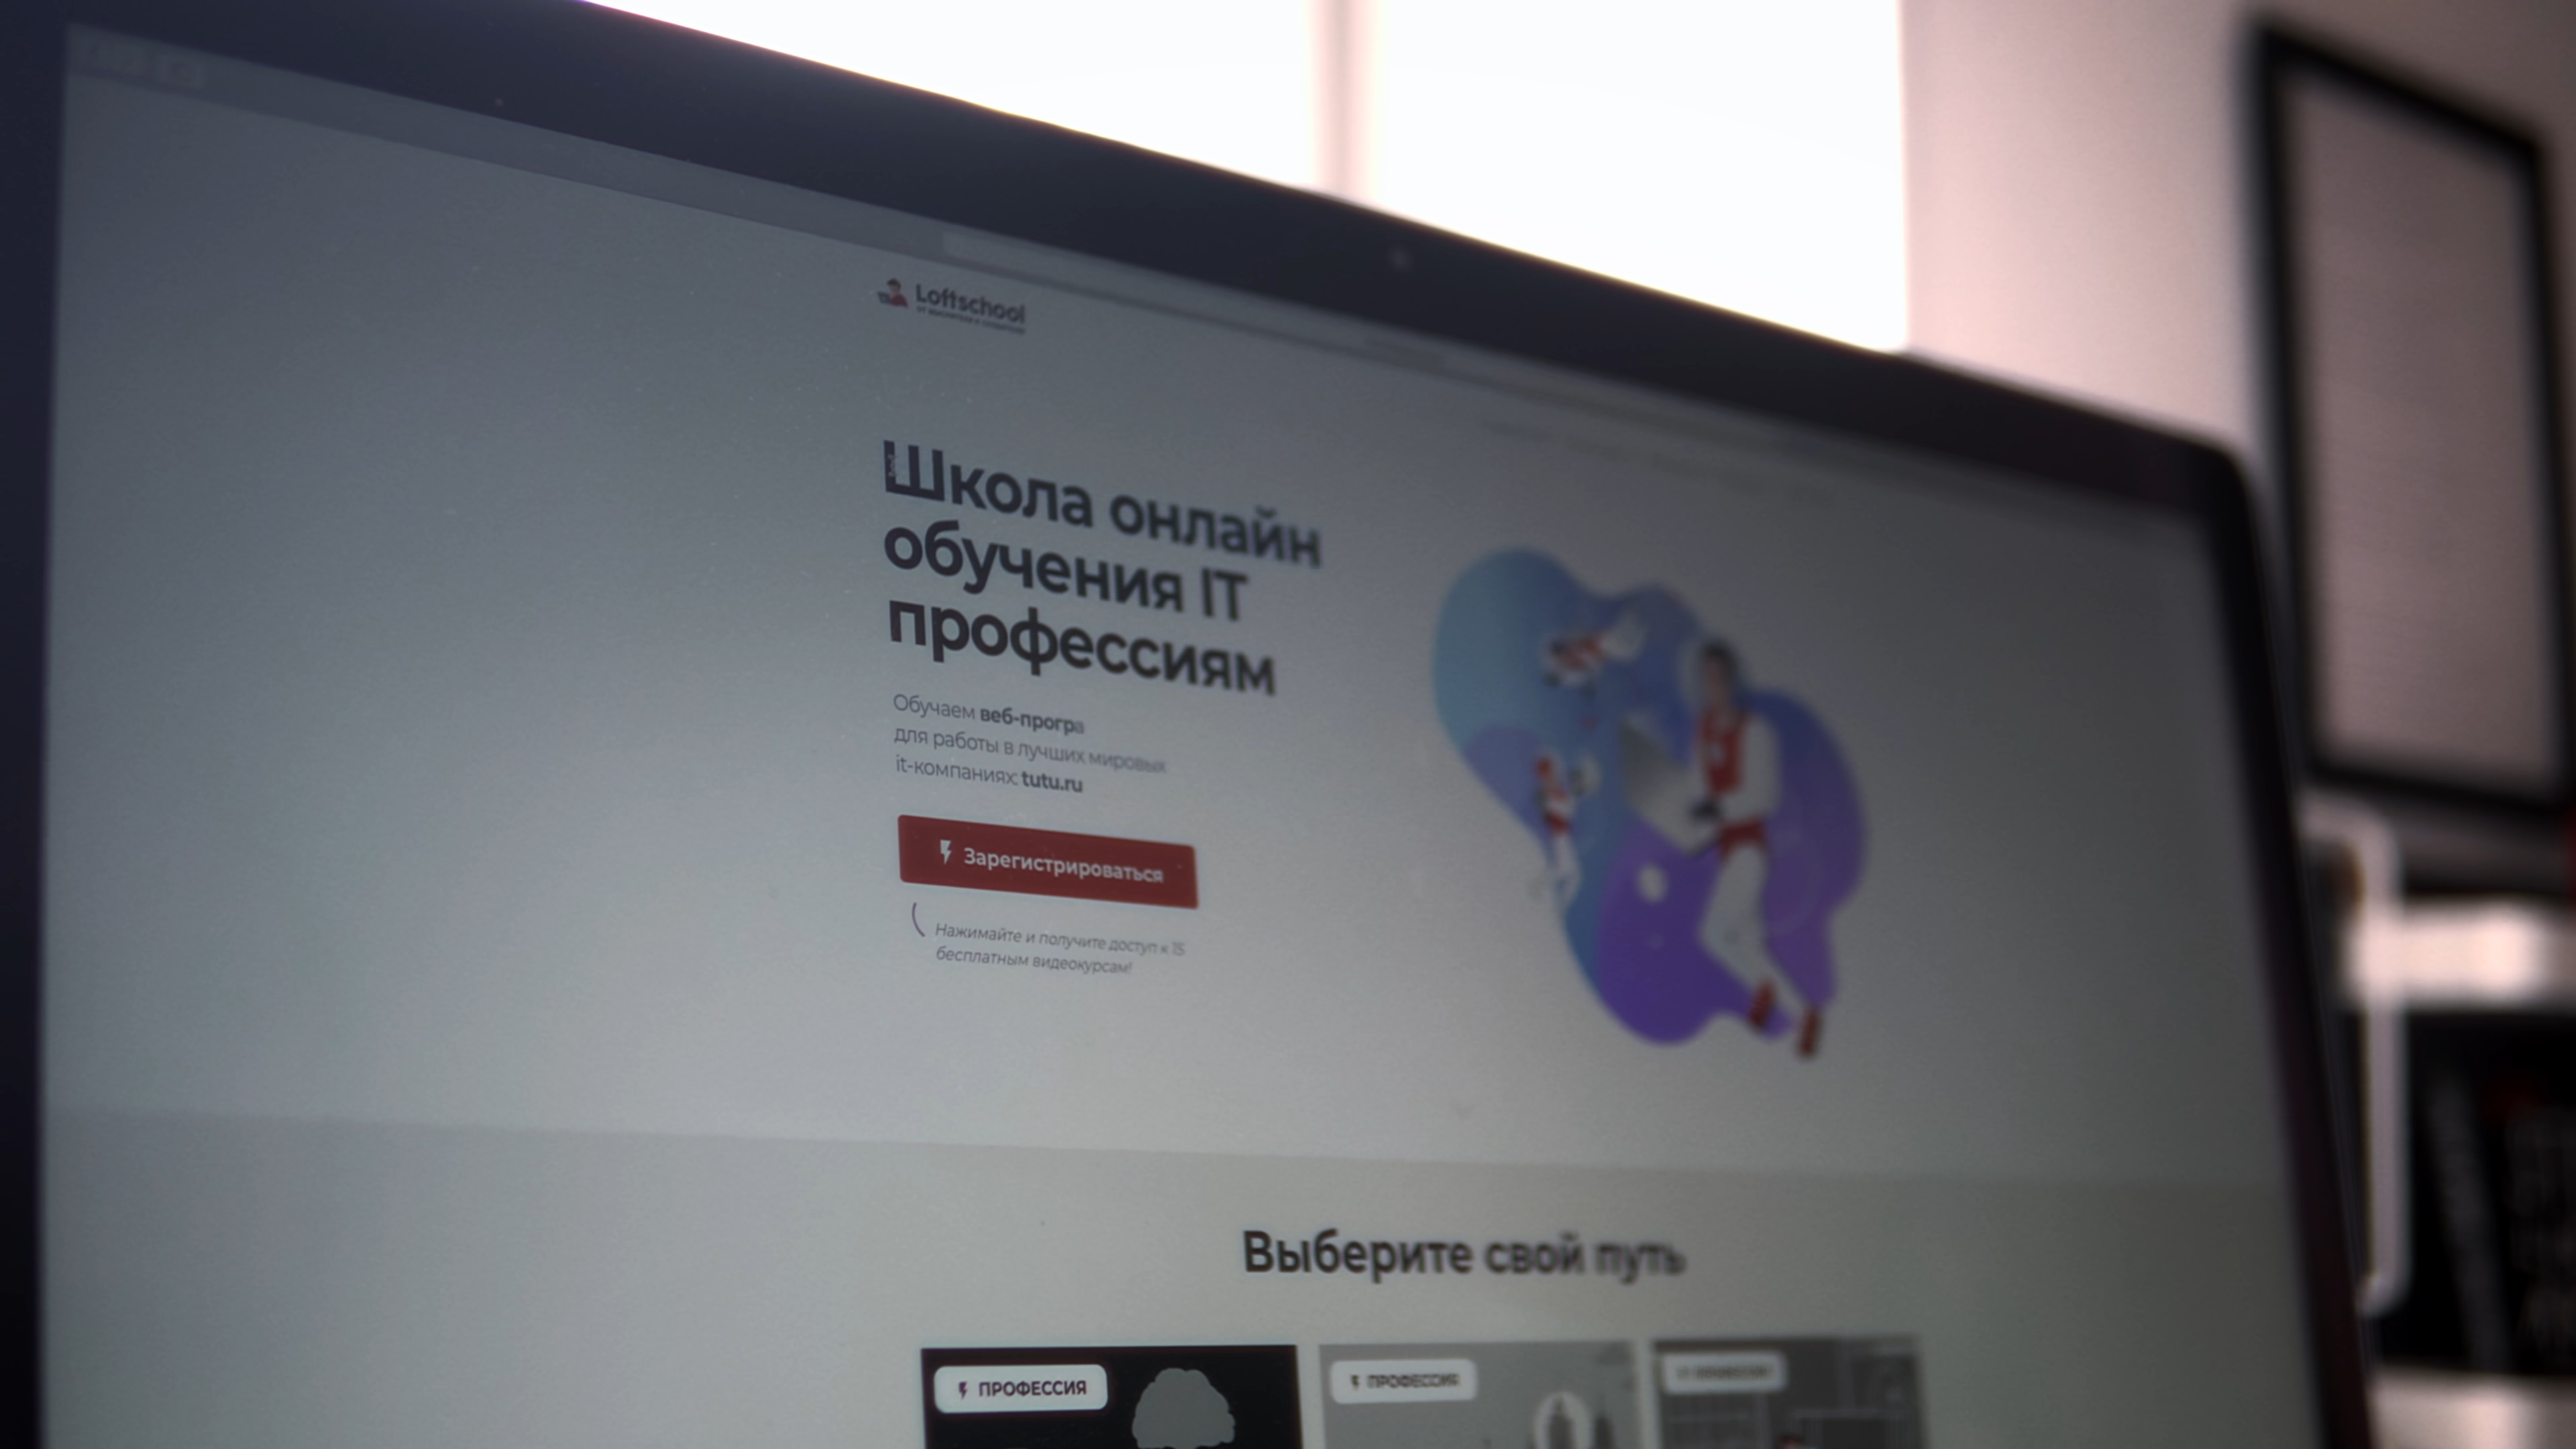 Loftschool
Школа онлайн
обучения IT
профессиям
Обучаем веб-програ
для работы в лучших мировых
it-компаниях: tutu.ru
Зарегистрироваться
Нажимайте и получите доступ к 15
бесплатным видеокурсам!
Выберите свой путь
ПРОФЕССИЯ
ПРОФЕССИЯ